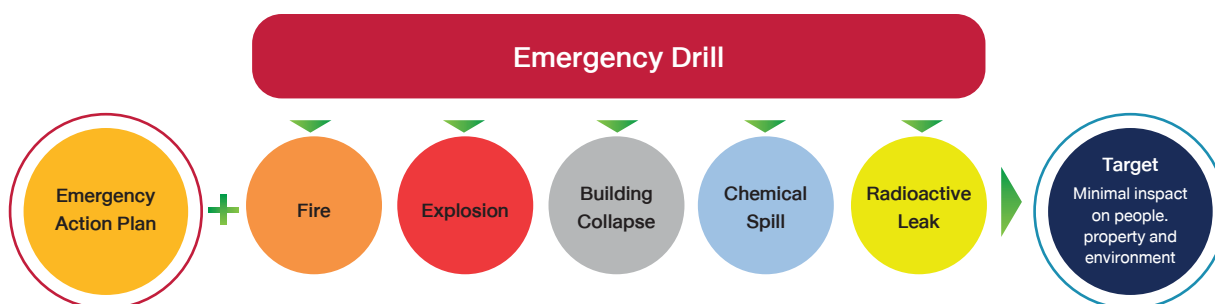 Emergency Drill
Emergency
Action Plan
Fire
Explosion
Building
Collapse
Chemical
Spill
Radioactive
Leak
Target
Minimal inspact
on people.
property and
environment